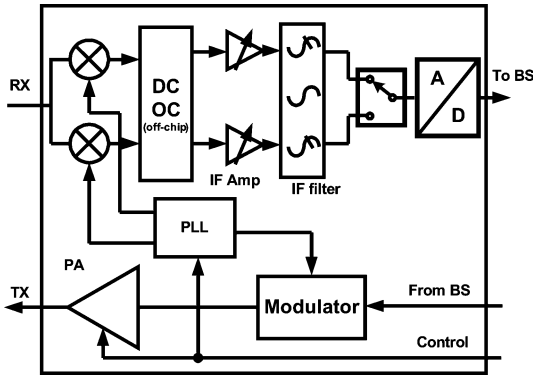 RX
DC
OC
(off-chip)
IF Amp
IF filter
A
D
To BS
PLL
PA
TX
Modulator
From BS
Control